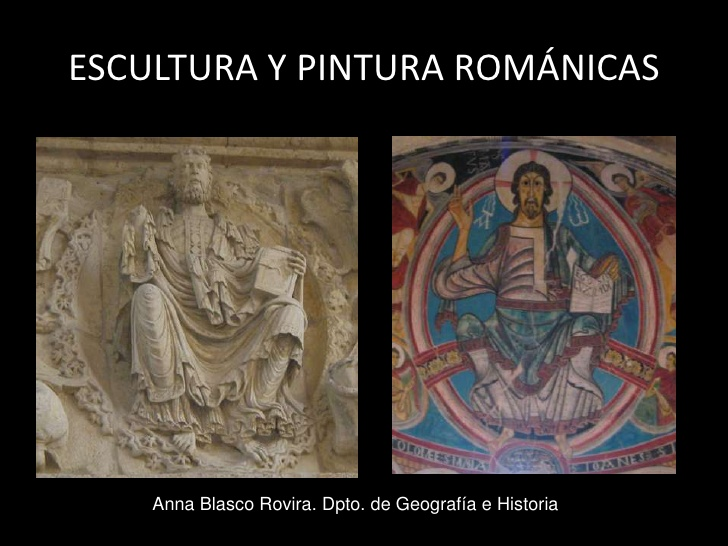 ESCULTURA Y PINTURA ROMÁNICAS
Anna Blasco Rovira. Dpto. de Geografía e Historia